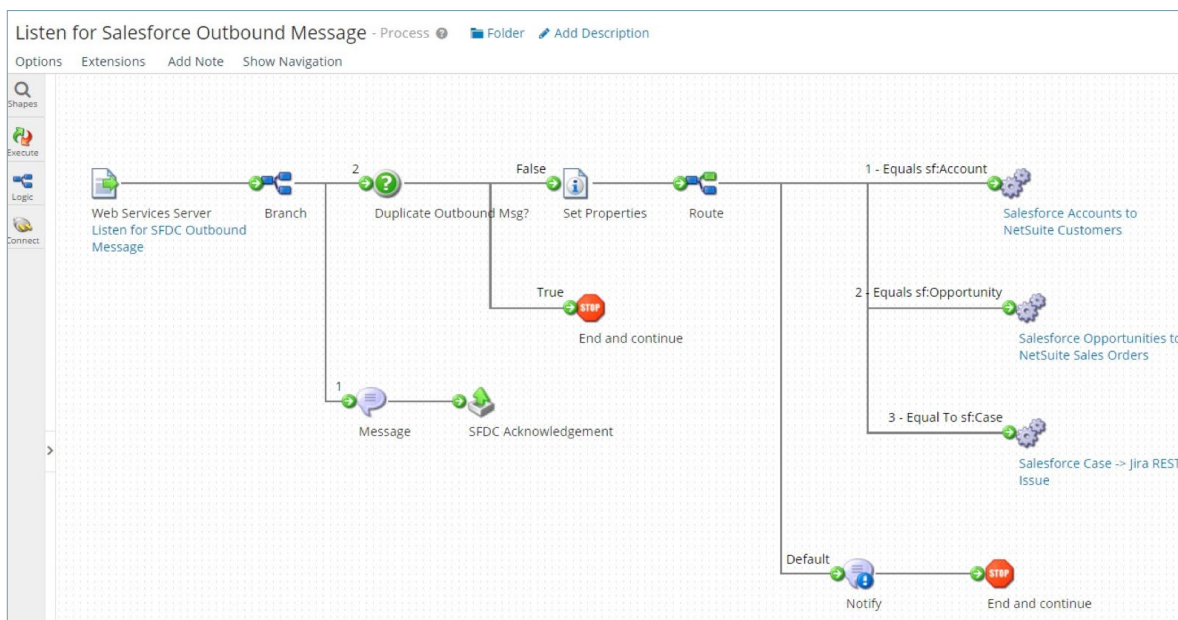 Listen for Salesforce Outbound Message - Process ? Folder Add Description
Options Extensions Add Note Show Navigation
Shapes
Execute
Logic
Connect
Web Services Server
Listen for SFDC Outbound
Message
Branch
2
Duplicate Outbound Msg?
False
Set Properties
Route
True
STOP
End and continue
1
Message
SFDC Acknowledgement
1 - Equals sf:Account
Salesforce Accounts to
NetSuite Customers
2 - Equals sf:Opportunity
Salesforce Opportunities to
NetSuite Sales Orders
3 - Equal To sf:Case
Salesforce Case -> Jira REST
Issue
Default
Notify
STOP
End and continue